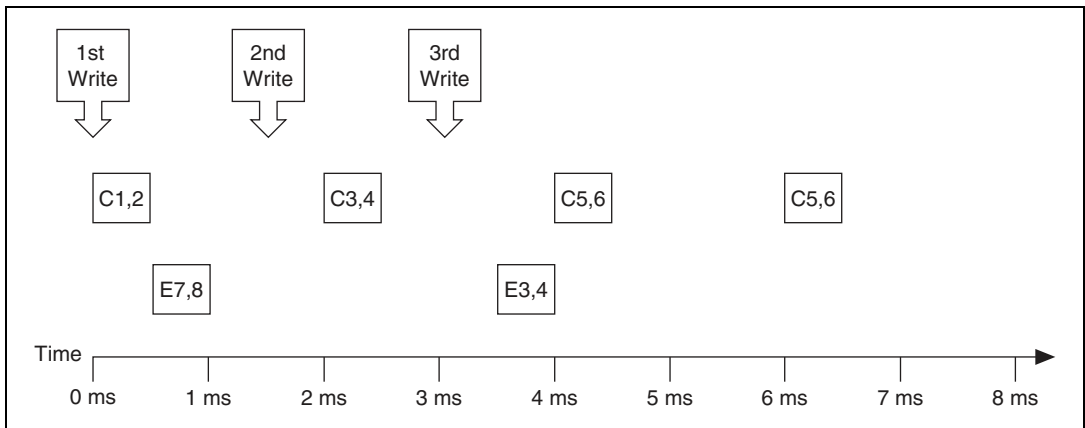 1st
Write
2nd
Write
3rd
Write
C1,2
C3,4
C5,6
C5,6
E7,8
E3,4
Time
0 ms
1 ms
2 ms
3 ms
4 ms
5 ms
6 ms
7 ms
8 ms